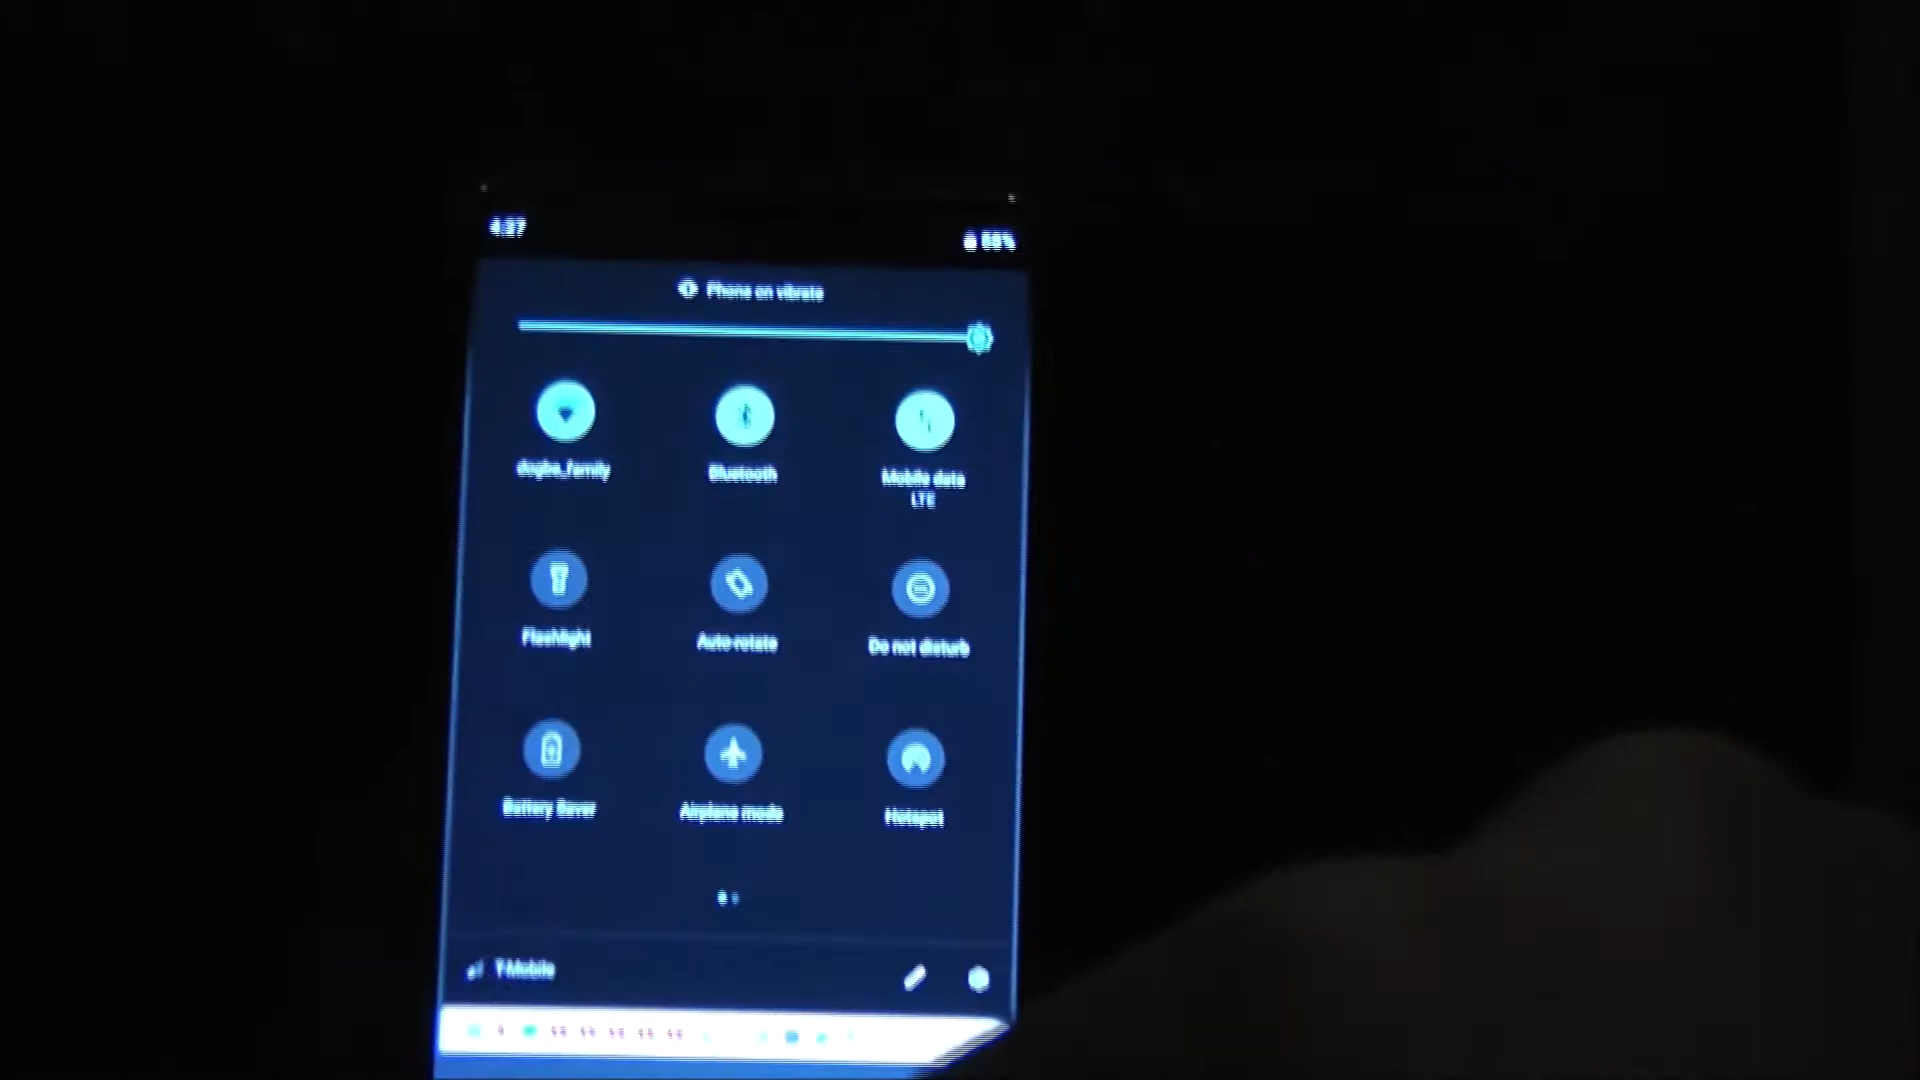 4:37
Phone on vibrate
Bluetooth
Mobile data
LTE
Flashlight
Auto-rotate
Do not disturb
Battery Saver
Airplane mode
Hotspot
T-Mobile